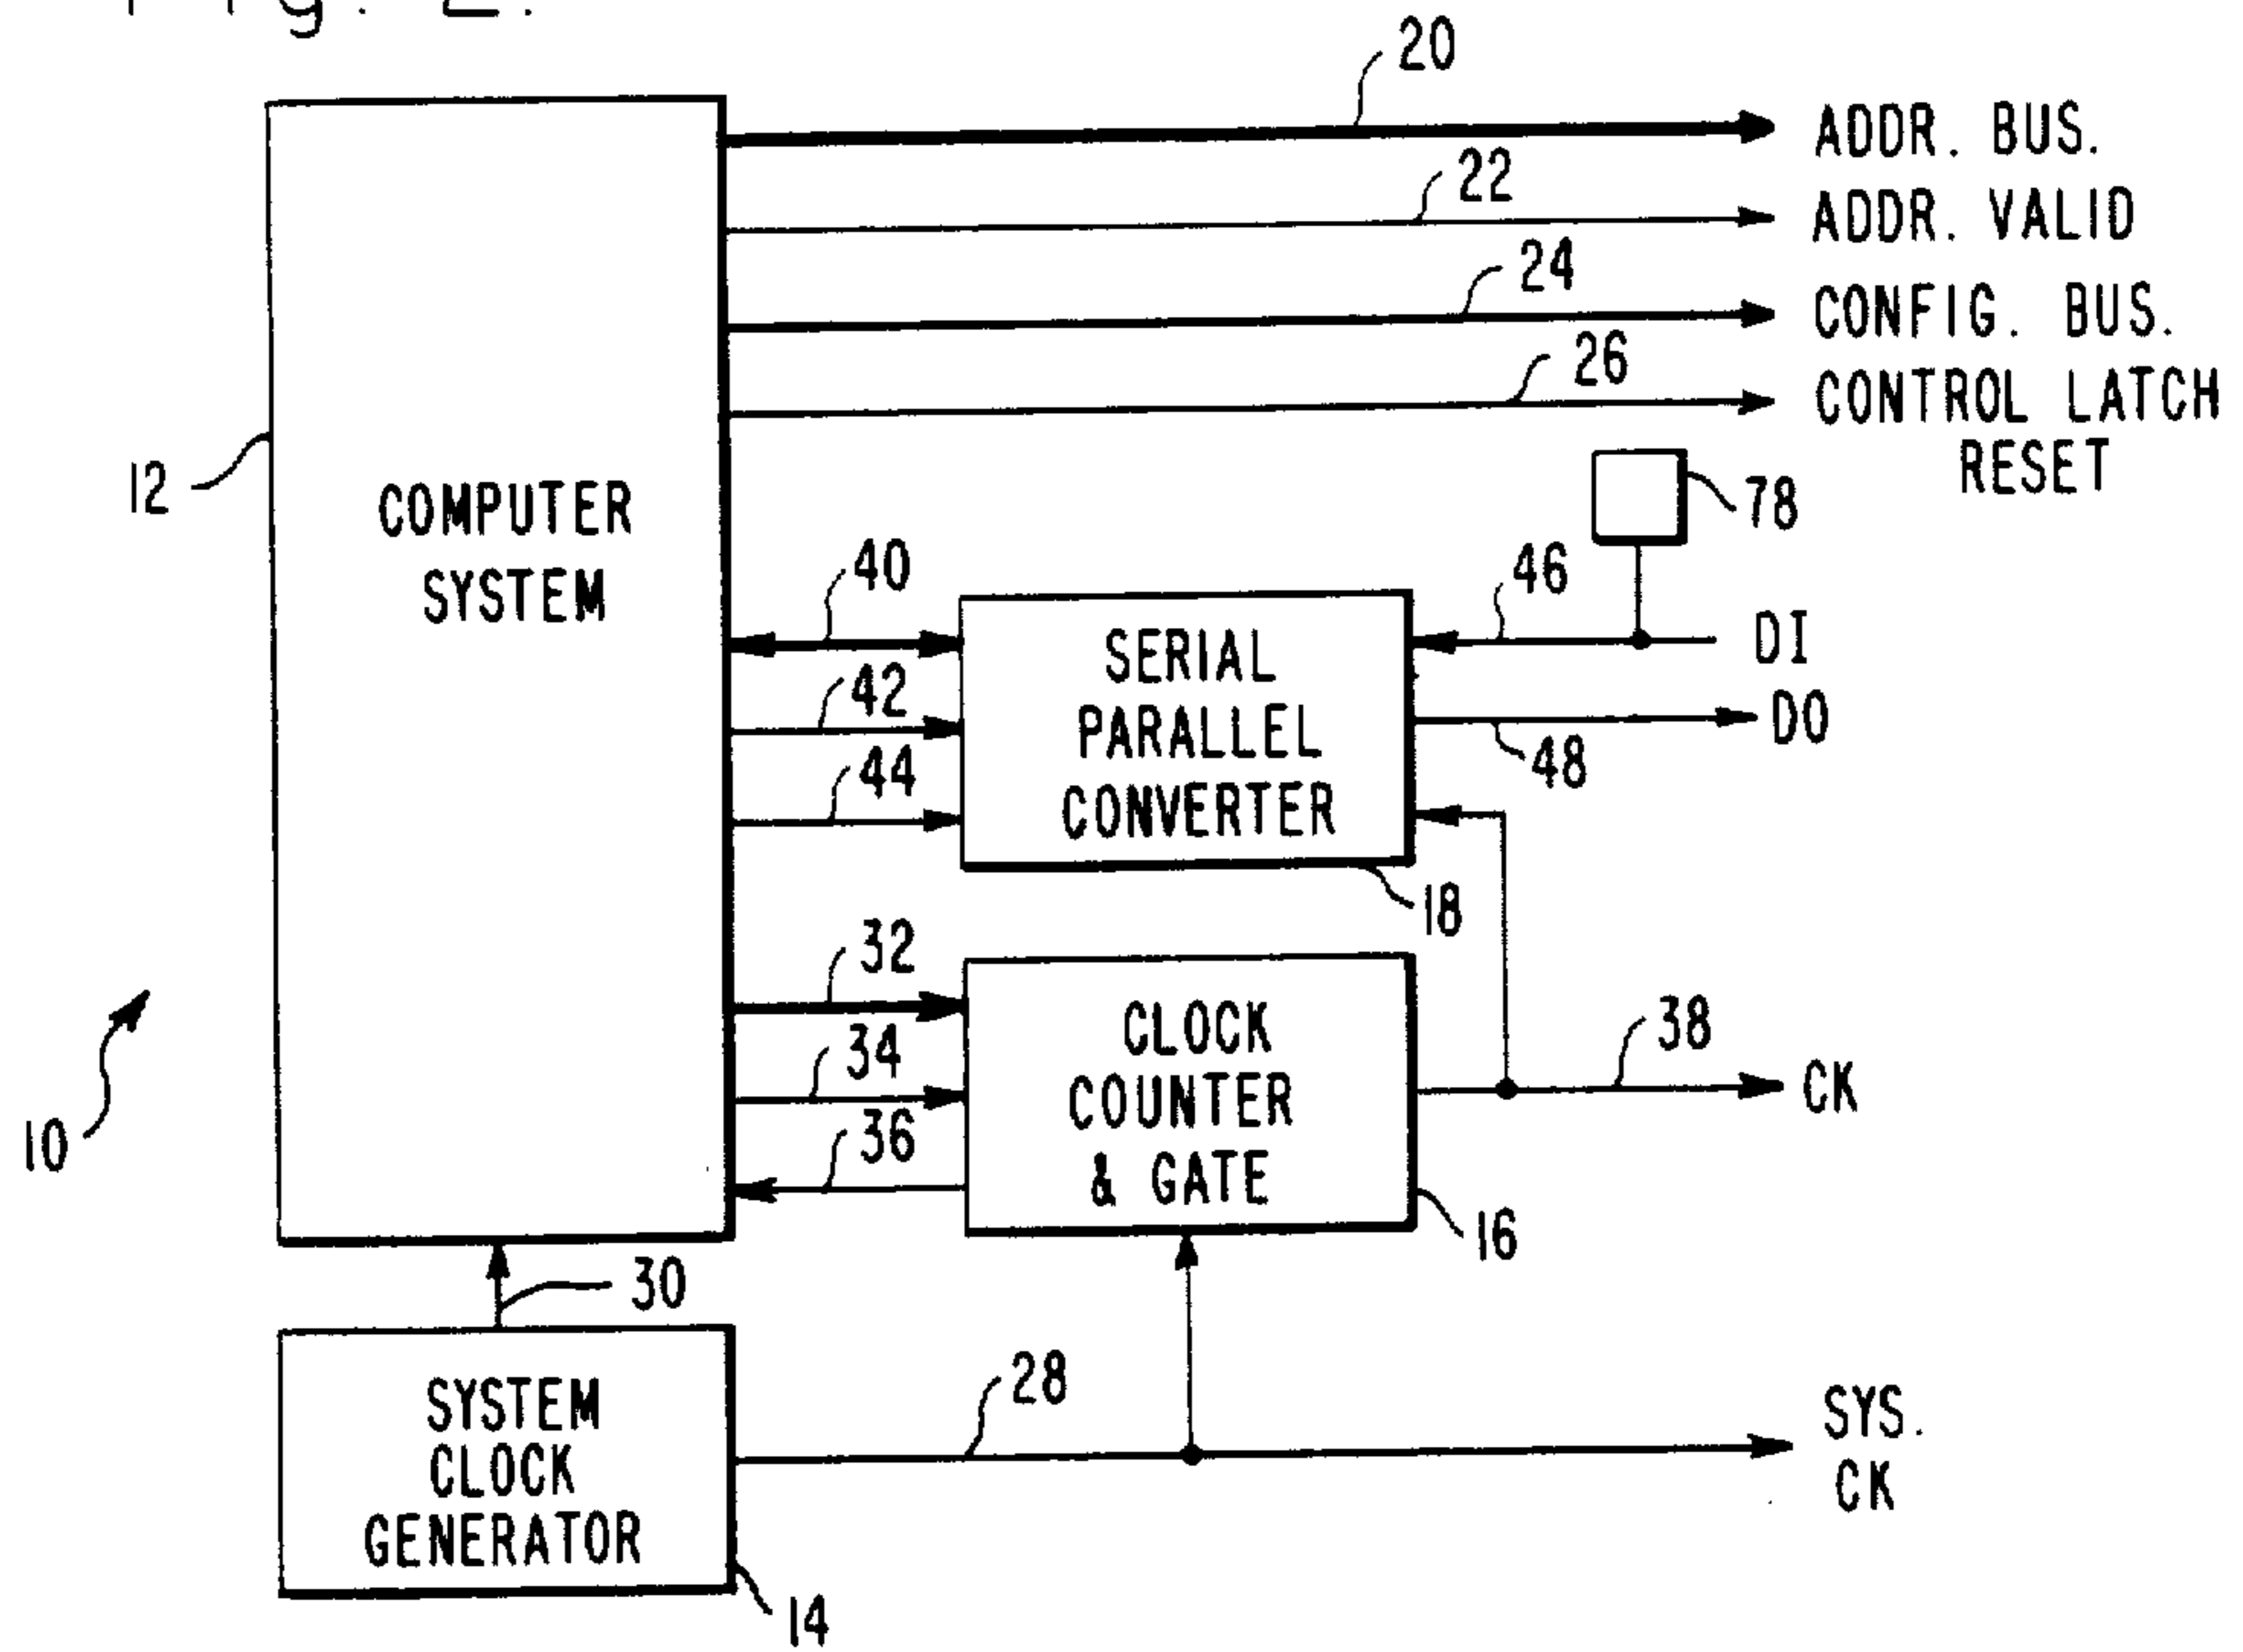 Fig. 2.
20
ADDR. BUS.
22
ADDR. VALID
24
CONFIG. BUS.
26
CONTROL LATCH
RESET
12
COMPUTER
SYSTEM
78
40
46
DI
SERIAL
PARALLEL
CONVERTER
42
DO
48
44
18
32
CLOCK
COUNTER
& GATE
34
38
CK
36
10
16
30
SYSTEM
CLOCK
GENERATOR
28
SYS.
CK
14